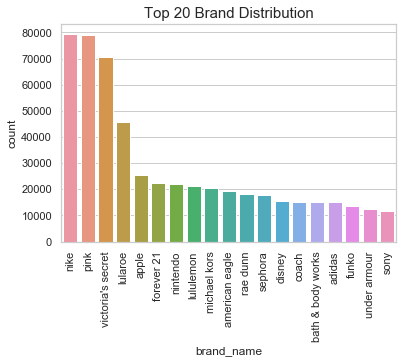 Top 20 Brand Distribution
count
80000
70000
60000
50000
40000
30000
20000
10000
0
nike
pink
victoria's secret
lularoe
apple
forever 21
nintendo
lululemon
michael kors
american eagle
rae dunn
sephora
disney
coach
bath & body works
adidas
funko
under armour
sony
brand_name